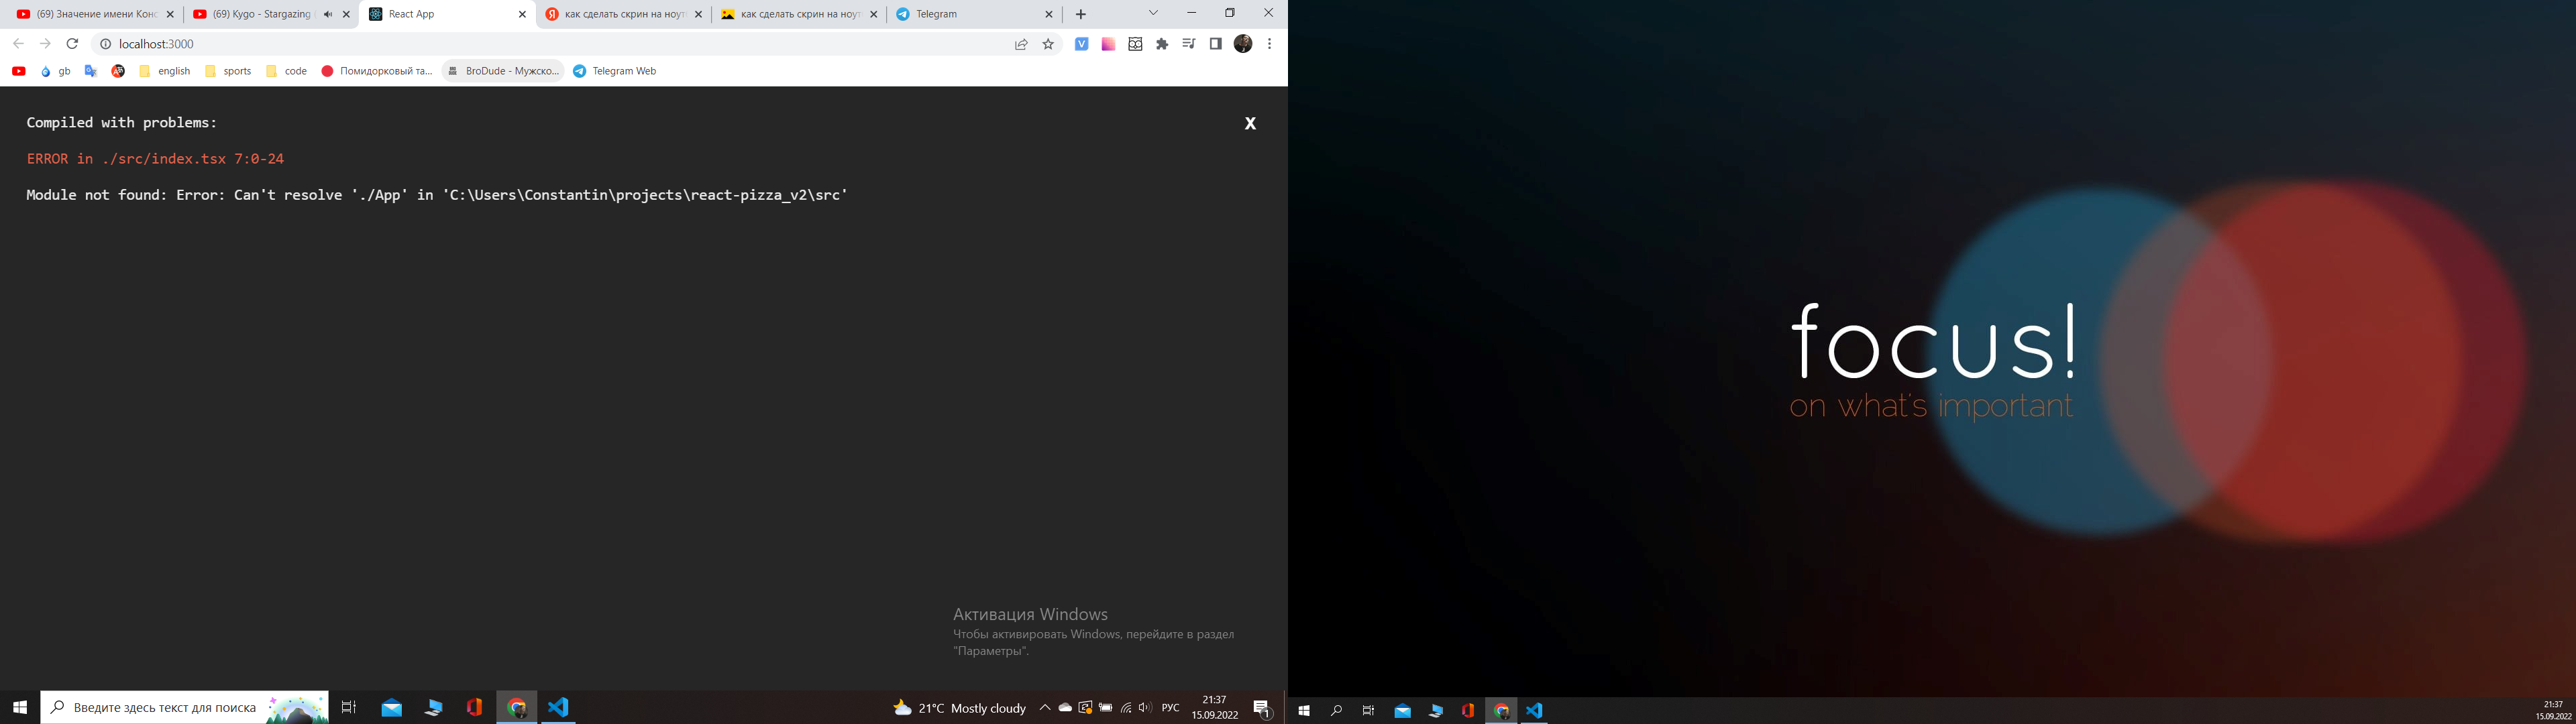 (69) Значение имени Конс
(69) Kygo - Stargazing
React App
как сделать скрин на ноут
как сделать скрин на ноут
Telegram
localhost:3000
gb
english
sports
code
Помидорковый та...
BroDude - Мужско...
Telegram Web
Compiled with problems:
X
ERROR in ./src/index.tsx 7:0-24
Module not found: Error: Can't resolve './App' in 'C:\Users\Constantin\projects\react-pizza_v2\src'
Активация Windows
Чтобы активировать Windows, перейдите в раздел
"Параметры".
Введите здесь текст для поиска
21°C Mostly cloudy
РУС
21:37
15.09.2022
1
focus!
on what's important
21:37
15.09.2022